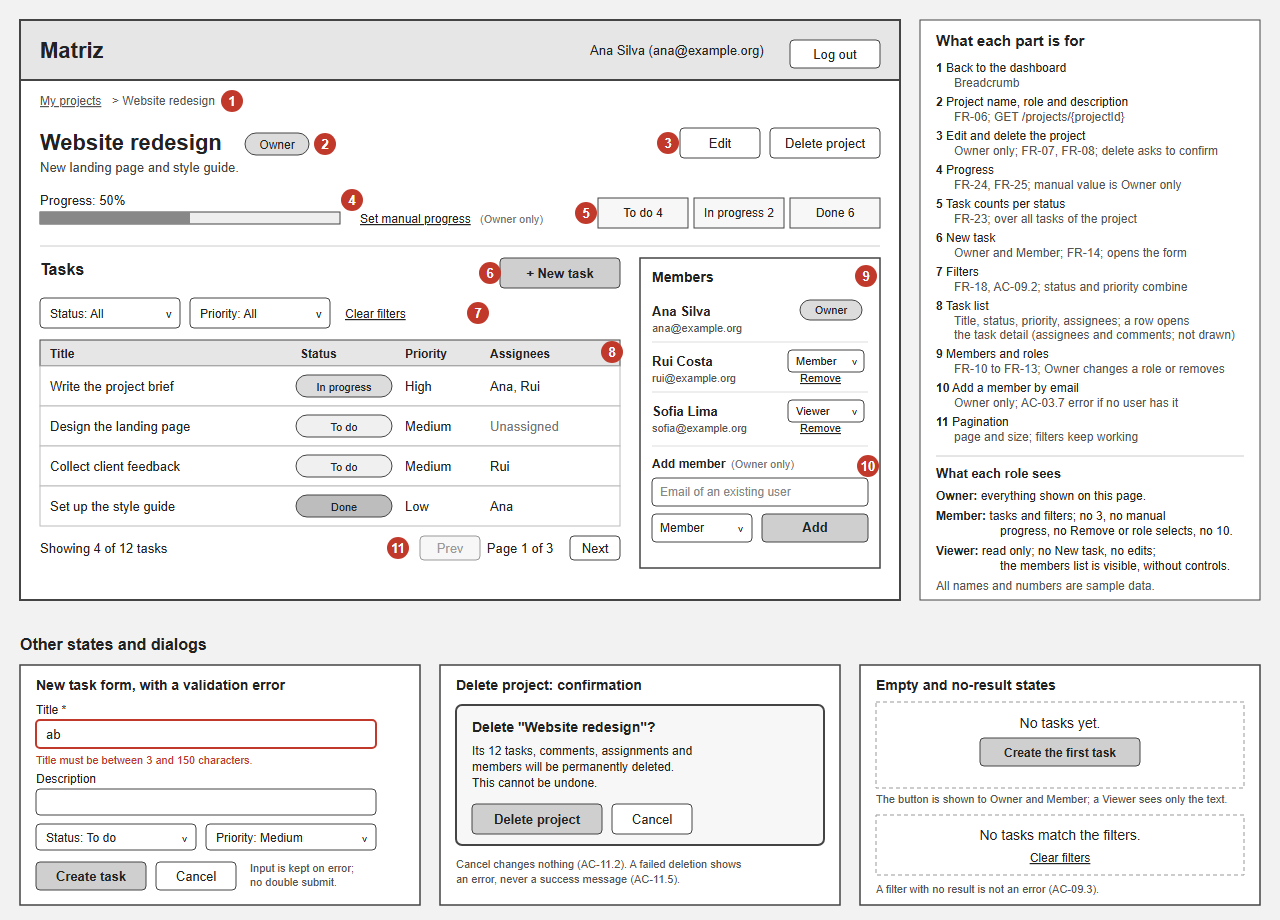 Matriz
Ana Silva (ana@example.org)
Log out
My projects > Website redesign 1
Website redesign Owner 2
3 Edit Delete project
New landing page and style guide.
Progress: 50% 4
Set manual progress (Owner only)
5 To do 4 In progress 2 Done 6
Tasks
6 + New task
Status: All v Priority: All v Clear filters 7
Title Status Priority Assignees 8
Write the project brief In progress High Ana, Rui
Design the landing page To do Medium Unassigned
Collect client feedback To do Medium Rui
Set up the style guide Done Low Ana
Showing 4 of 12 tasks 11 Prev Page 1 of 3 Next
Members 9
Ana Silva Owner
ana@example.org
Rui Costa Member v
rui@example.org Remove
Sofia Lima Viewer v
sofia@example.org Remove
Add member (Owner only) 10
Email of an existing user
Member v Add
What each part is for
1 Back to the dashboard
Breadcrumb
2 Project name, role and description
FR-06; GET /projects/{projectId}
3 Edit and delete the project
Owner only; FR-07, FR-08; delete asks to confirm
4 Progress
FR-24, FR-25; manual value is Owner only
5 Task counts per status
FR-23; over all tasks of the project
6 New task
Owner and Member; FR-14; opens the form
7 Filters
FR-18, AC-09.2; status and priority combine
8 Task list
Title, status, priority, assignees; a row opens
the task detail (assignees and comments; not drawn)
9 Members and roles
FR-10 to FR-13; Owner changes a role or removes
10 Add a member by email
Owner only; AC-03.7 error if no user has it
11 Pagination
page and size; filters keep working
What each role sees
Owner: everything shown on this page.
Member: tasks and filters; no 3, no manual
progress, no Remove or role selects, no 10.
Viewer: read only; no New task, no edits;
the members list is visible, without controls.
All names and numbers are sample data.
Other states and dialogs
New task form, with a validation error
Title *
ab
Title must be between 3 and 150 characters.
Description
Status: To do v Priority: Medium v
Create task Cancel
Input is kept on error;
no double submit.
Delete project: confirmation
Delete "Website redesign"?
Its 12 tasks, comments, assignments and
members will be permanently deleted.
This cannot be undone.
Delete project Cancel
Cancel changes nothing (AC-11.2). A failed deletion shows
an error, never a success message (AC-11.5).
Empty and no-result states
No tasks yet.
Create the first task
The button is shown to Owner and Member; a Viewer sees only the text.
No tasks match the filters.
Clear filters
A filter with no result is not an error (AC-09.3).